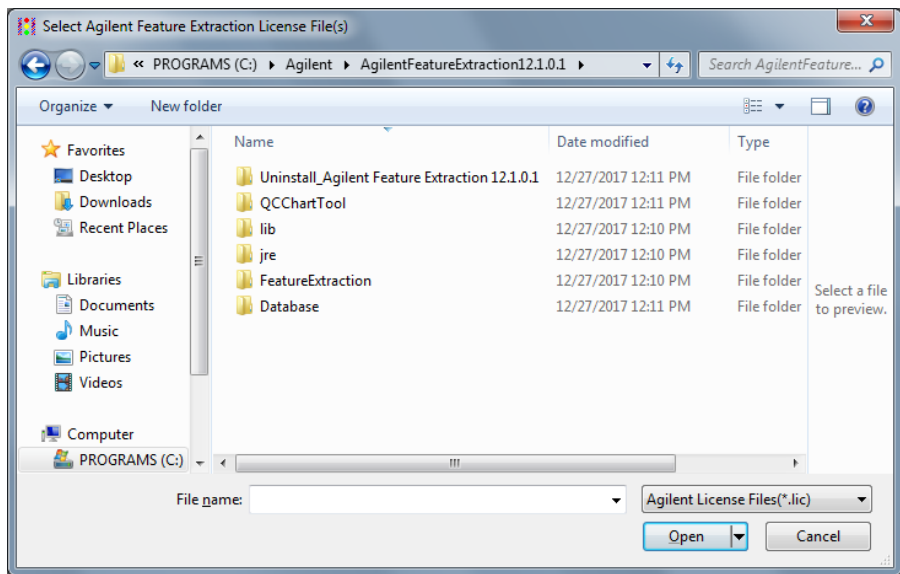 Select Agilent Feature Extraction License File(s)
« PROGRAMS (C:) ▸ Agilent ▸ AgilentFeatureExtraction12.1.0.1 ▸
Search AgilentFeature...
Organize
New folder
Favorites
Desktop
Downloads
Recent Places
Libraries
Documents
Music
Pictures
Videos
Computer
PROGRAMS (C:)
Name Date modified Type
Uninstall_Agilent Feature Extraction 12.1.0.1 12/27/2017 12:11 PM File folder
QCChartTool 12/27/2017 12:11 PM File folder
lib 12/27/2017 12:10 PM File folder
jre 12/27/2017 12:10 PM File folder
FeatureExtraction 12/27/2017 12:10 PM File folder
Database 12/27/2017 12:11 PM File folder
Select a file
to preview.
File name:
Agilent License Files(*.lic)
Open
Cancel